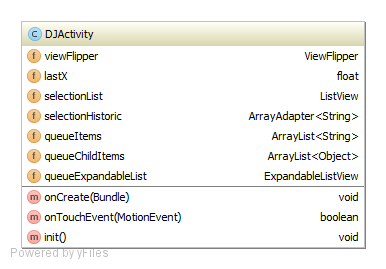 C DJActivity
f viewFlipper ViewFlipper
f lastX float
f selectionList ListView
f selectionHistoric ArrayAdapter<String>
f queueItems ArrayList<String>
f queueChildItems ArrayList<Object>
f queueExpandableList ExpandableListView
m onCreate(Bundle) void
m onTouchEvent(MotionEvent) boolean
m init() void
Powered by yFiles